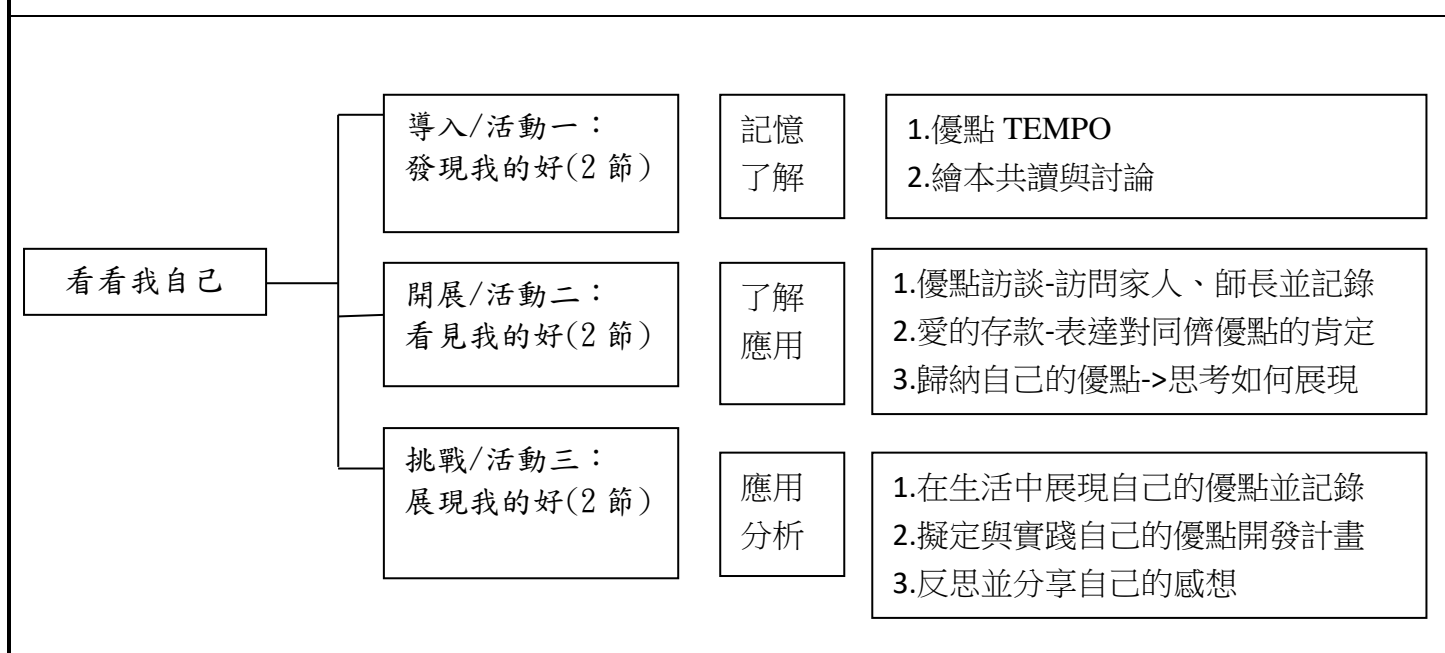 看看我自己
導入/活動一：
發現我的好(2 節)
記憶
了解
1.優點 TEMPO
2.繪本共讀與討論
開展/活動二：
看見我的好(2 節)
了解
應用
1.優點訪談-訪問家人、師長並記錄
2.愛的存款-表達對同儕優點的肯定
3.歸納自己的優點->思考如何展現
挑戰/活動三：
展現我的好(2 節)
應用
分析
1.在生活中展現自己的優點並記錄
2.擬定與實踐自己的優點開發計畫
3.反思並分享自己的感想